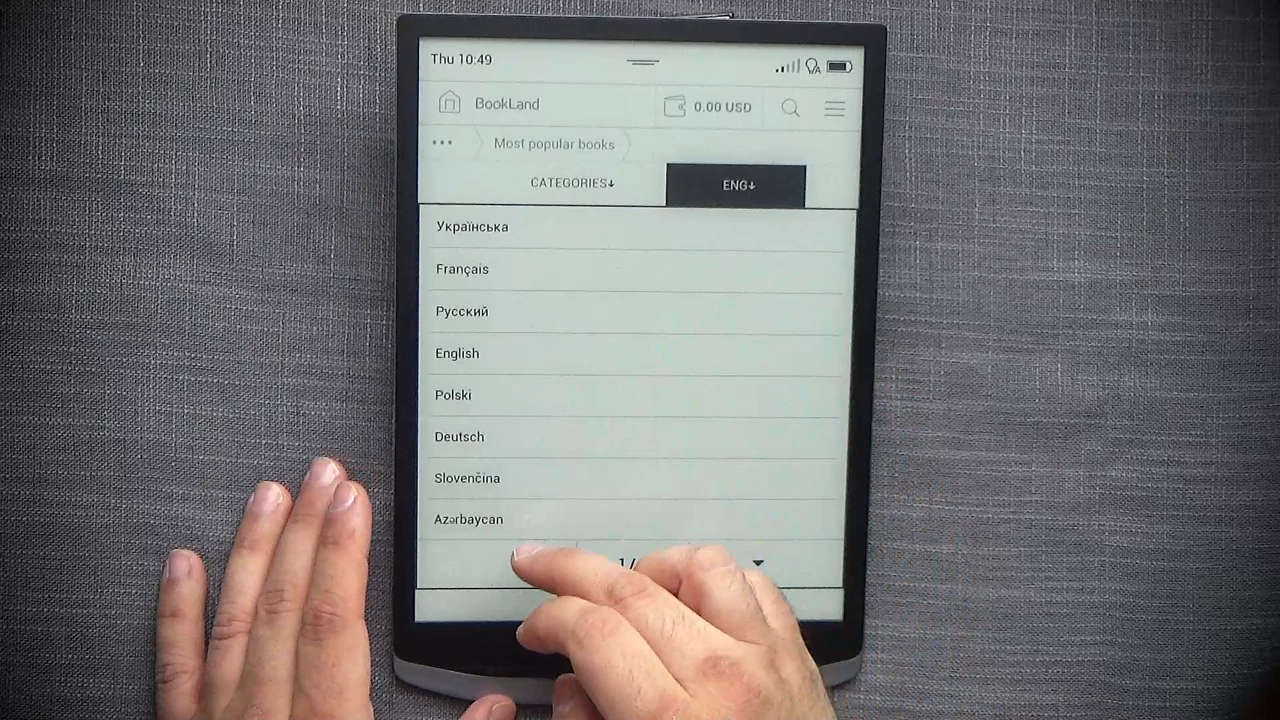 Thu 10:49
BookLand
0.00 USD
Most popular books
CATEGORIES↓
ENG↓
Українська
Français
Русский
English
Polski
Deutsch
Slovenčina
Azərbaycan
1/